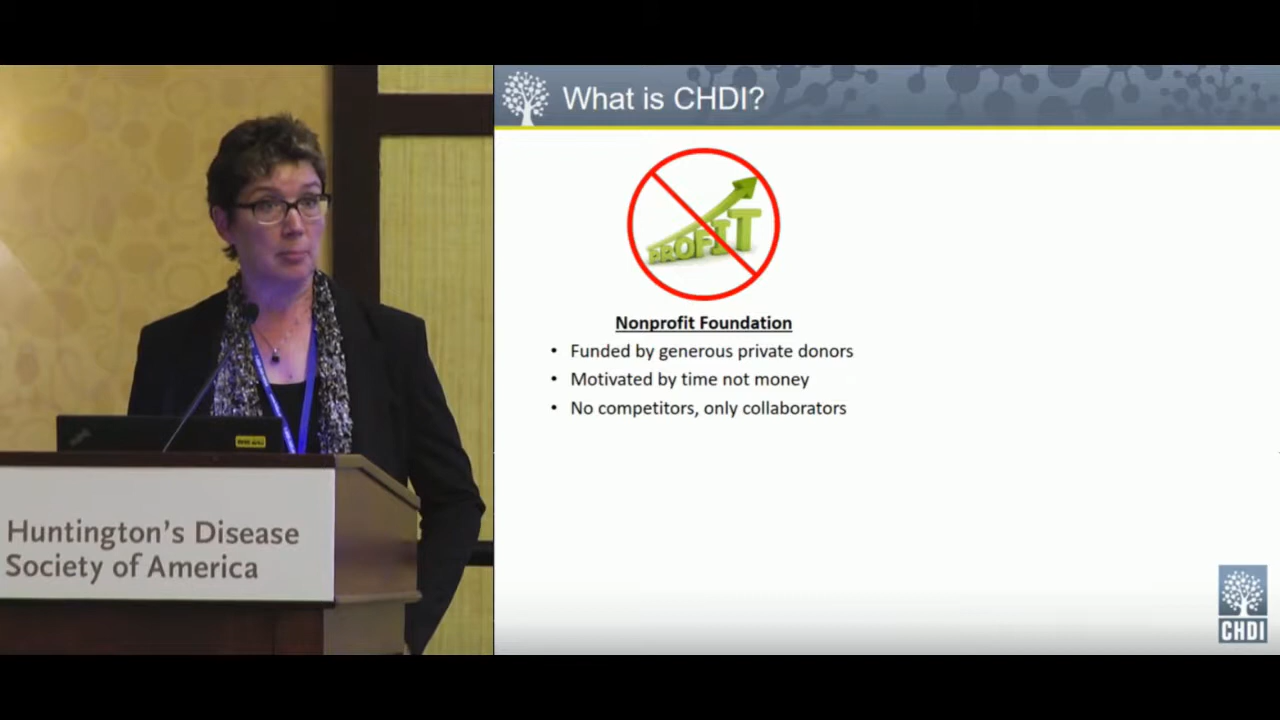 What is CHDI?
PROFIT
Nonprofit Foundation
• Funded by generous private donors
• Motivated by time not money
• No competitors, only collaborators
Huntington's Disease
Society of America
CHDI